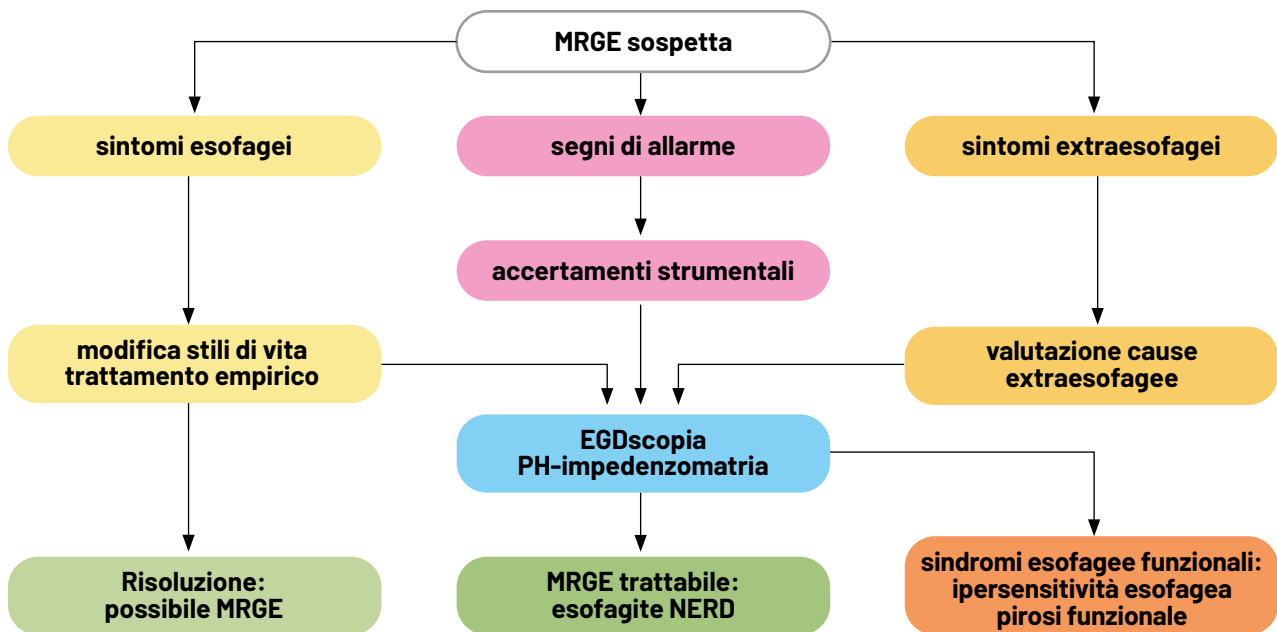 MRGE sospetta
sintomi esofagei
segni di allarme
sintomi extraesofagei
accertamenti strumentali
modifica stili di vita
trattamento empirico
valutazione cause
extraesofagee
EGDscopia
PH-impedenzomatria
Risoluzione:
possibile MRGE
MRGE trattabile:
esofagite NERD
sindromi esofagee funzionali:
ipersensitività esofagea
pirosi funzionale